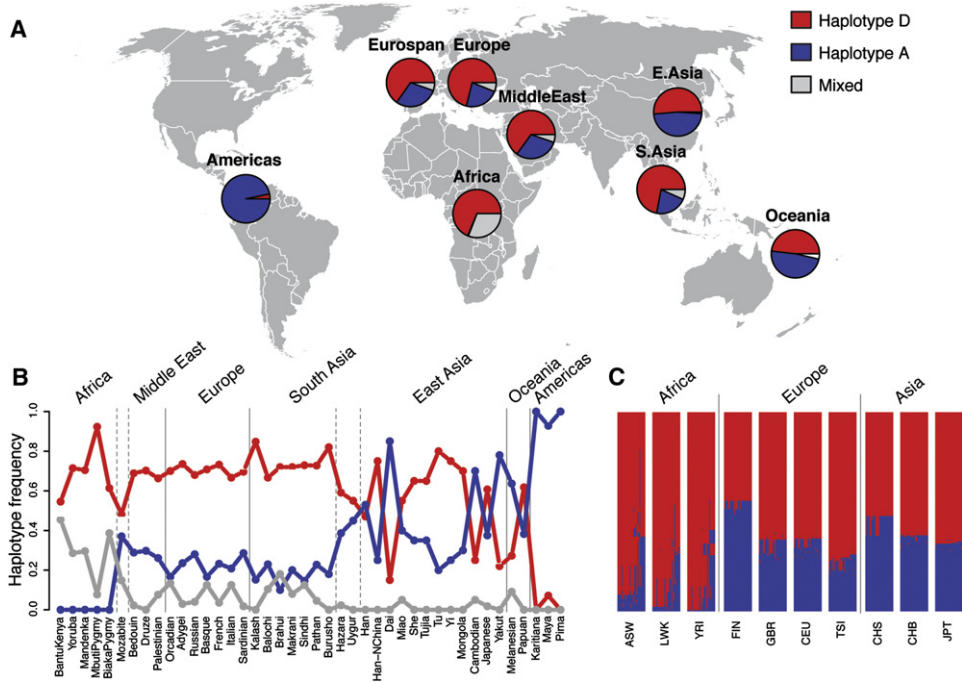 A
Haplotype D
Haplotype A
Mixed
Eurospan Europe
E.Asia
MiddleEast
Americas
S.Asia
Africa
Oceania
B
Africa
Middle East
Europe
South Asia
East Asia
Oceania
Americas
Haplotype frequency
1.0
0.8
0.6
0.4
0.2
0.0
BantuKenya
Yoruba
Mandenka
MbutiPygmy
BiakaPygmy
Mozabite
Bedouin
Druze
Palestinian
Orcadian
Adygei
Russian
Basque
French
Italian
Sardinian
Kalash
Balochi
Brahui
Makrani
Sindhi
Pathan
Burusho
Hazara
Uygur
Han
Han-NChina
Dai
Miao
She
Tujia
Tu
Yi
Mongola
Cambodian
Japanese
Yakut
Melanesian
Papuan
Karitiana
Maya
Pima
C
Africa
Europe
Asia
ASW
LWK
YRI
FIN
GBR
CEU
TSI
CHS
CHB
JPT